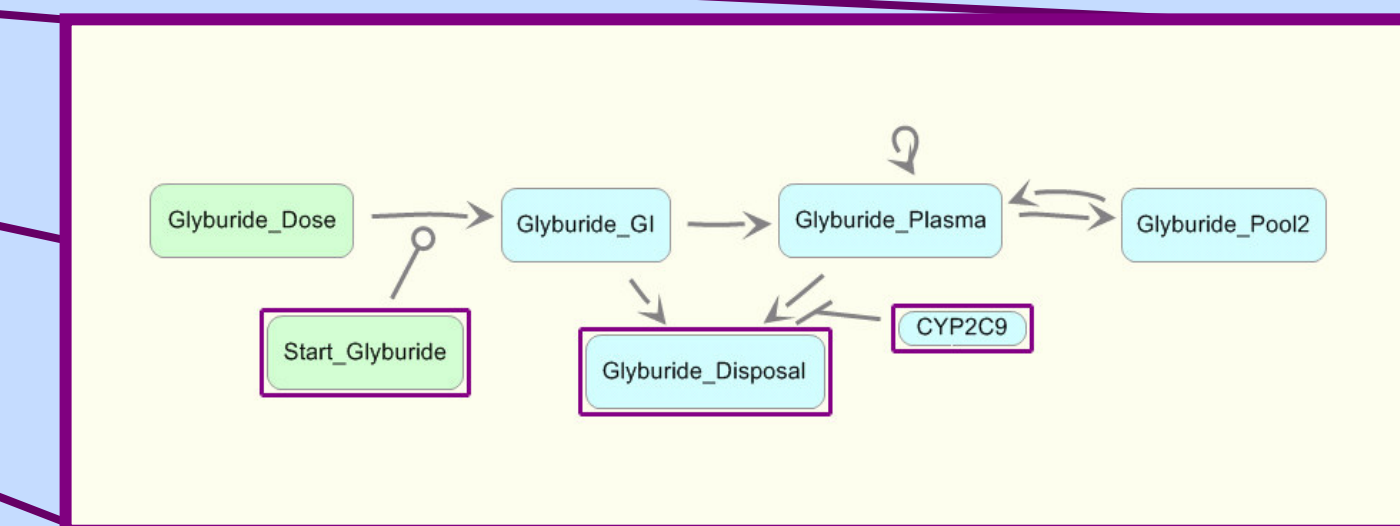 Glyburide_Dose
Glyburide_GI
Glyburide_Plasma
Glyburide_Pool2
Start_Glyburide
Glyburide_Disposal
CYP2C9